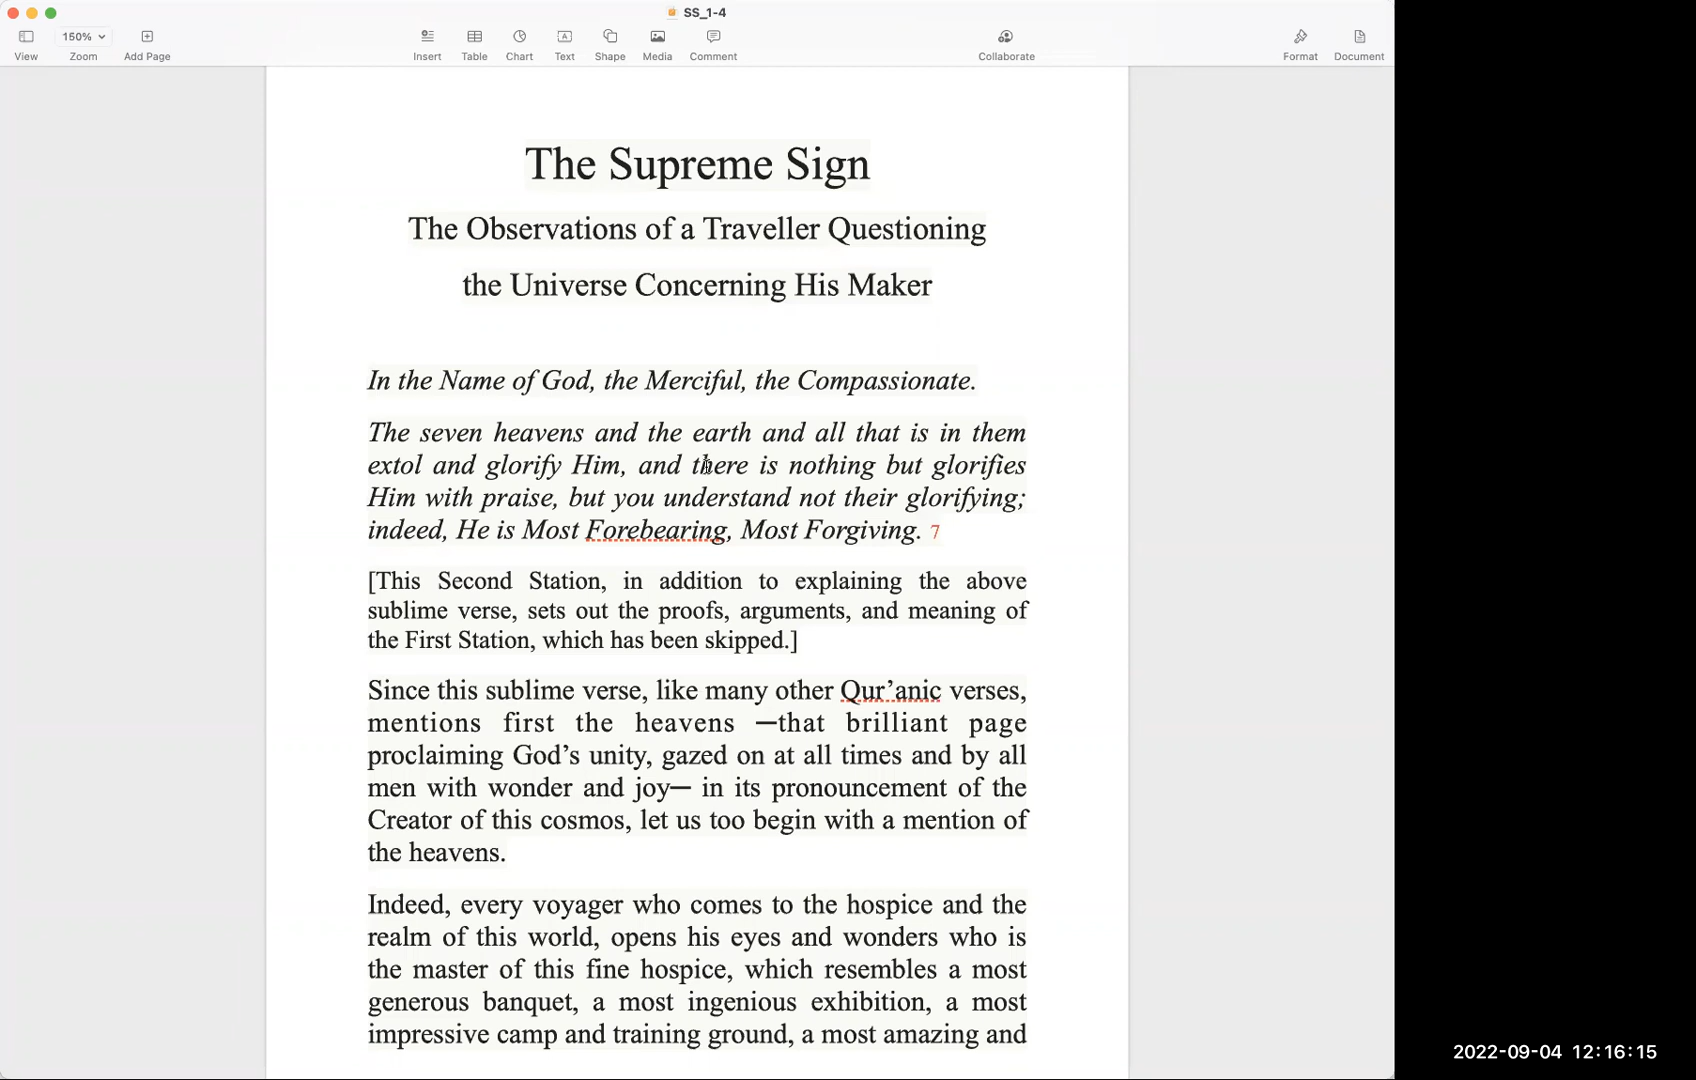 SS_1-4
150%
View
Zoom
Add Page
Insert
Table
Chart
Text
Shape
Media
Comment
Collaborate
Format
Document
The Supreme Sign
The Observations of a Traveller Questioning
the Universe Concerning His Maker
In the Name of God, the Merciful, the Compassionate.
The seven heavens and the earth and all that is in them
extol and glorify Him, and there is nothing but glorifies
Him with praise, but you understand not their glorifying;
indeed, He is Most Forebearing, Most Forgiving. 7
[This Second Station, in addition to explaining the above
sublime verse, sets out the proofs, arguments, and meaning of
the First Station, which has been skipped.]
Since this sublime verse, like many other Qur’anic verses,
mentions first the heavens —that brilliant page
proclaiming God’s unity, gazed on at all times and by all
men with wonder and joy— in its pronouncement of the
Creator of this cosmos, let us too begin with a mention of
the heavens.
Indeed, every voyager who comes to the hospice and the
realm of this world, opens his eyes and wonders who is
the master of this fine hospice, which resembles a most
generous banquet, a most ingenious exhibition, a most
impressive camp and training ground, a most amazing and
2022-09-04 12:16:15